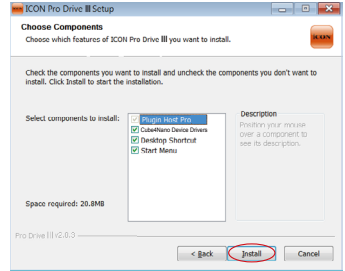 ICON Pro Drive III Setup
Choose Components
Choose which features of ICON Pro Drive III you want to install.
ICON
Check the components you want to install and uncheck the components you don't want to
install. Click Install to start the installation.
Select components to install:
Plugin Host Pro
Cube4Nano Device Drivers
Desktop Shortcut
Start Menu
Description
Position your mouse
over a component to
see its description.
Space required: 20.8MB
Pro Drive III v2.0.3
< Back
Install
Cancel